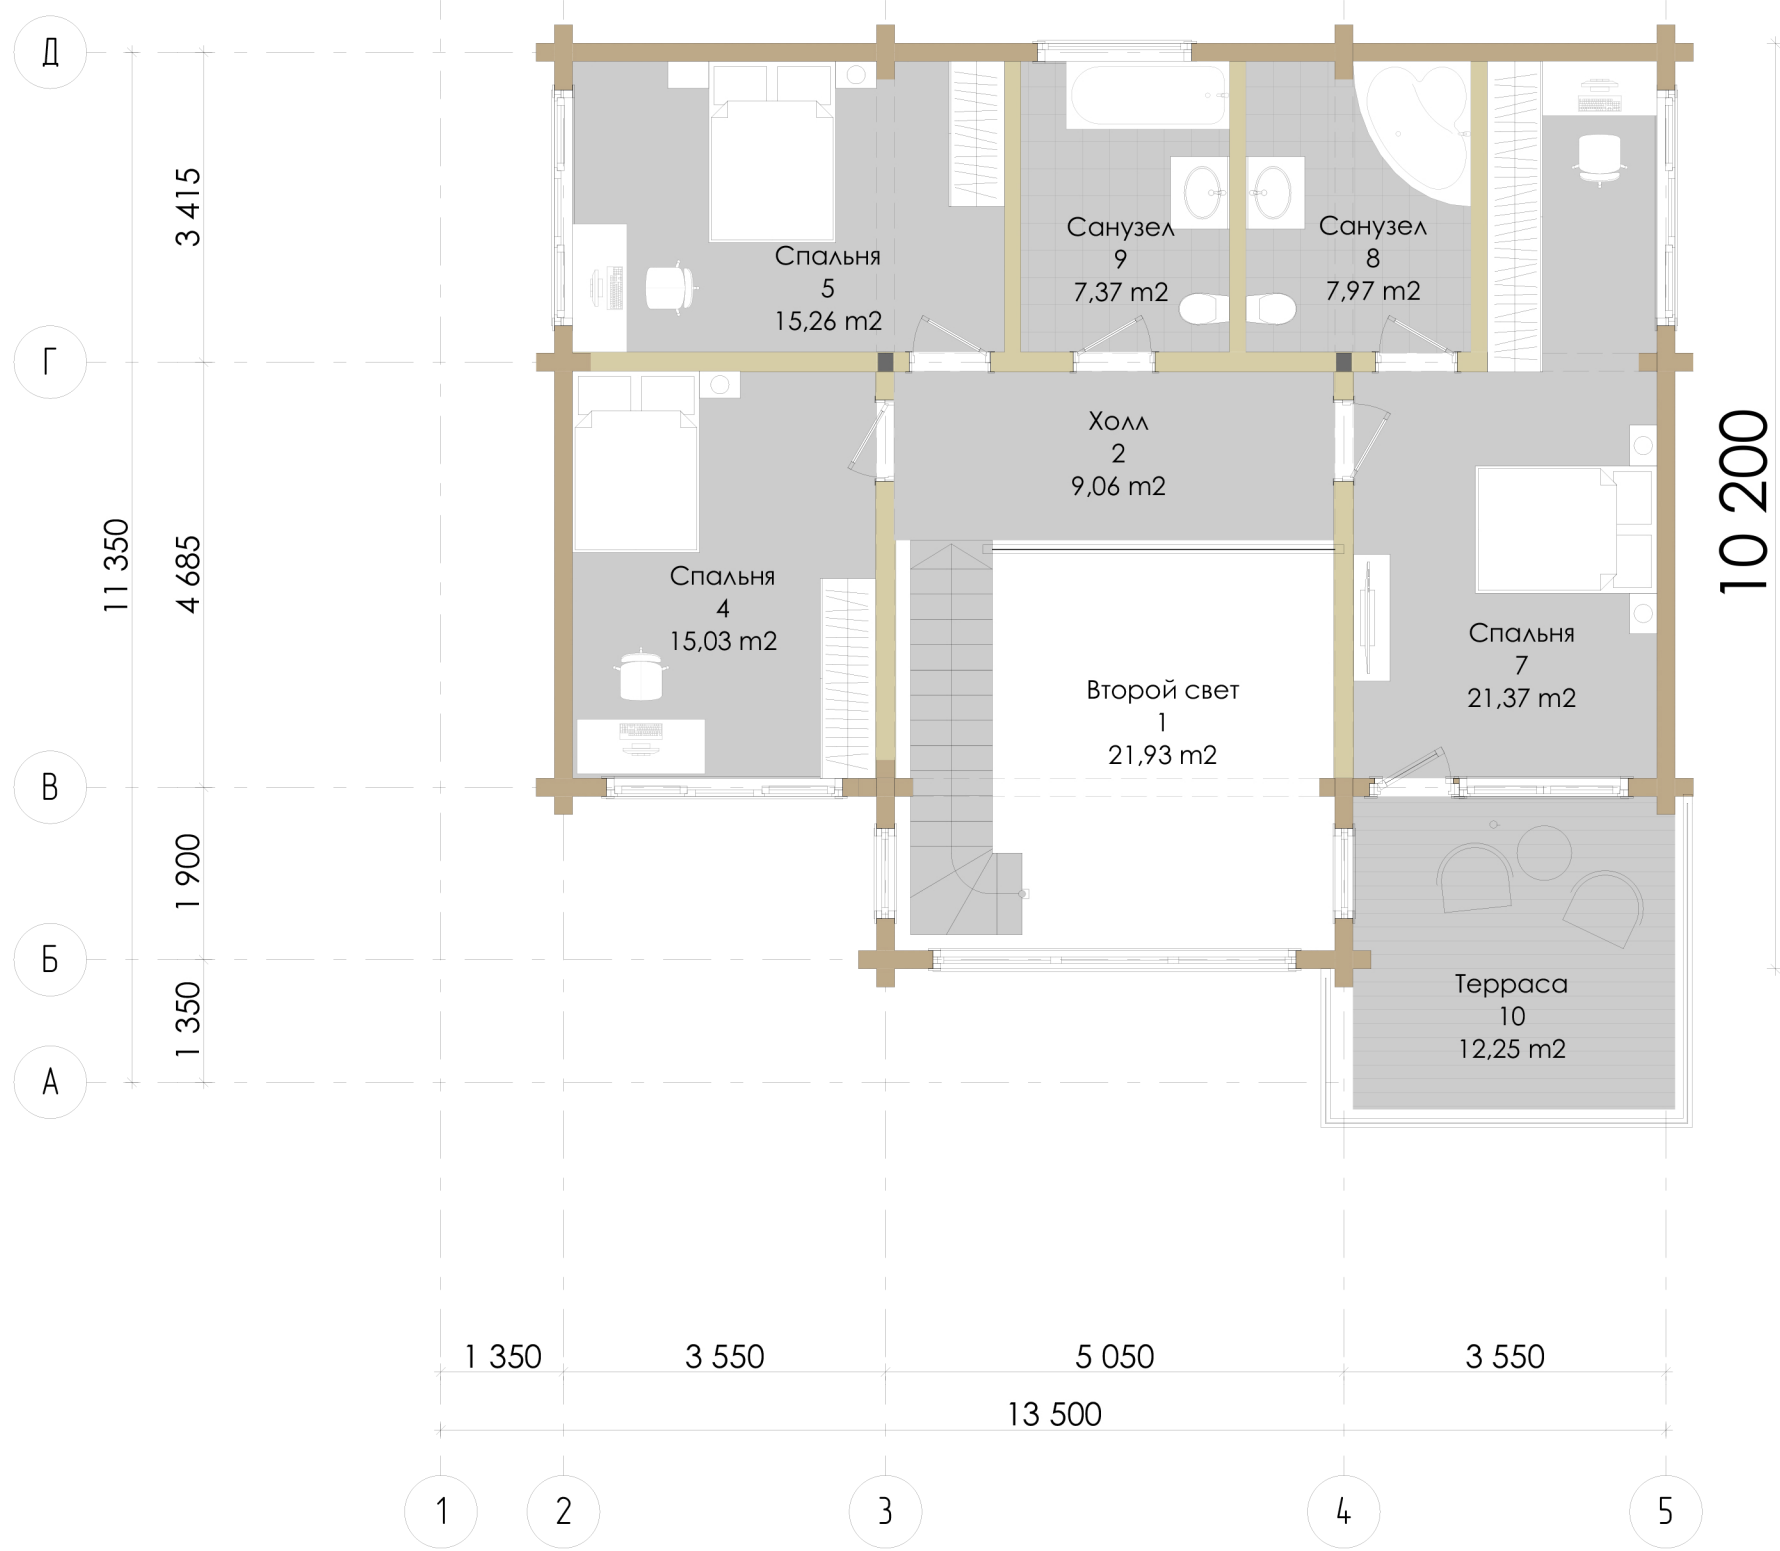 Д
Г
В
Б
А
11 350
3 415
4 685
1 900
1 350
Спальня
5
15,26 m2
Санузел
9
7,37 m2
Санузел
8
7,97 m2
Холл
2
9,06 m2
Спальня
4
15,03 m2
Спальня
7
21,37 m2
Второй свет
1
21,93 m2
Терраса
10
12,25 m2
10 200
1 350
3 550
5 050
3 550
13 500
1
2
3
4
5